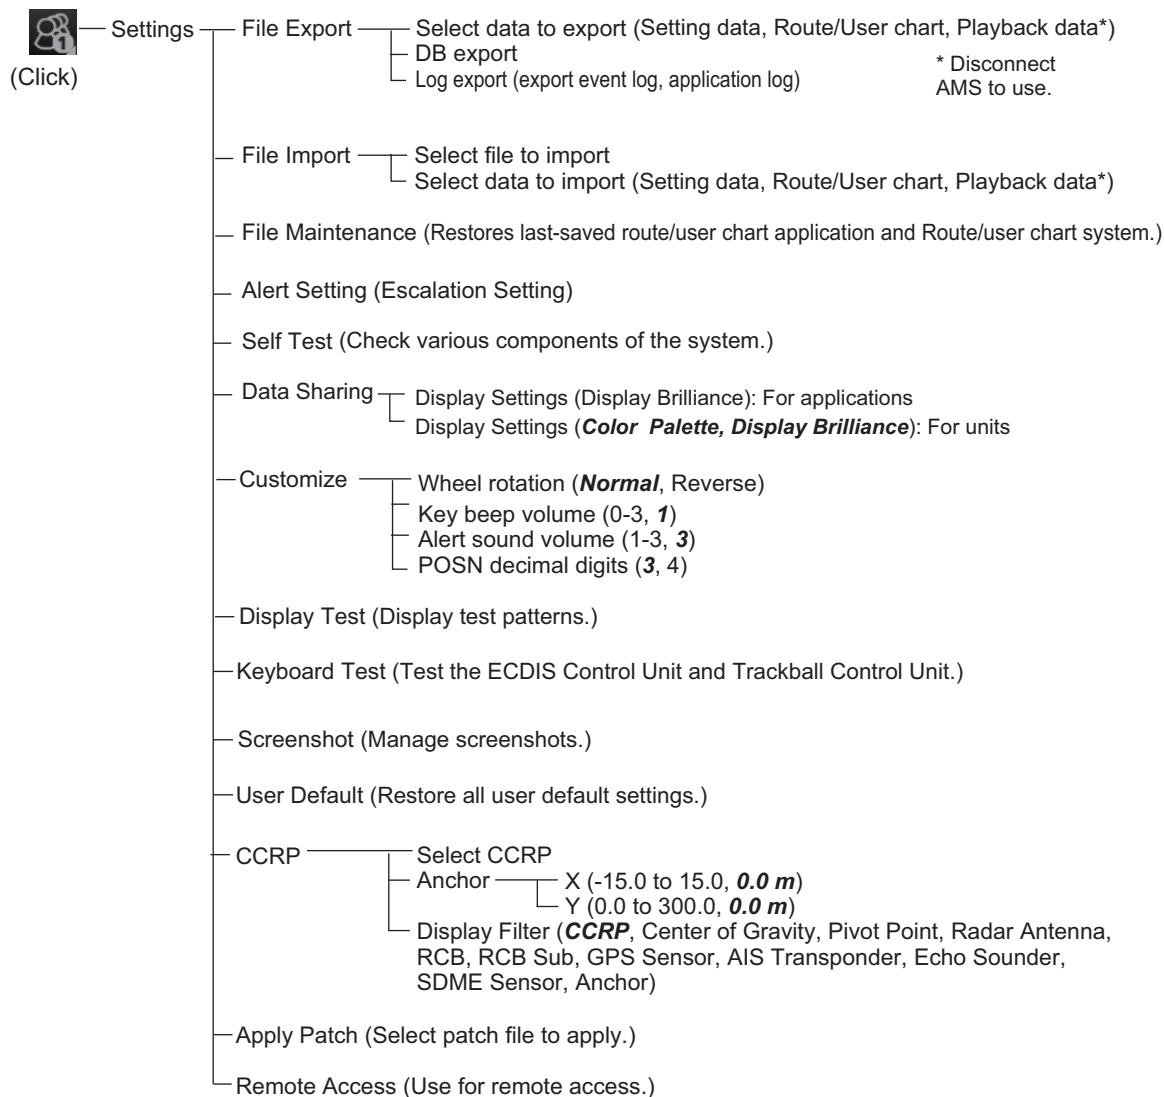 1
Settings
(Click)
File Export
Select data to export (Setting data, Route/User chart, Playback data*)
DB export
Log export (export event log, application log)
* Disconnect
AMS to use.
File Import
Select file to import
Select data to import (Setting data, Route/User chart, Playback data*)
File Maintenance (Restores last-saved route/user chart application and Route/user chart system.)
Alert Setting (Escalation Setting)
Self Test (Check various components of the system.)
Data Sharing
Display Settings (Display Brilliance): For applications
Display Settings (Color Palette, Display Brilliance): For units
Customize
Wheel rotation (Normal, Reverse)
Key beep volume (0-3, 1)
Alert sound volume (1-3, 3)
POSN decimal digits (3, 4)
Display Test (Display test patterns.)
Keyboard Test (Test the ECDIS Control Unit and Trackball Control Unit.)
Screenshot (Manage screenshots.)
User Default (Restore all user default settings.)
CCRP
Select CCRP
Anchor
X (-15.0 to 15.0, 0.0 m)
Y (0.0 to 300.0, 0.0 m)
Display Filter (CCRP, Center of Gravity, Pivot Point, Radar Antenna,
RCB, RCB Sub, GPS Sensor, AIS Transponder, Echo Sounder,
SDME Sensor, Anchor)
Apply Patch (Select patch file to apply.)
Remote Access (Use for remote access.)